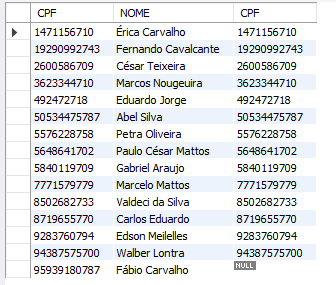 CPF NOME CPF
1471156710 Érica Carvalho 1471156710
19290992743 Fernando Cavalcante 19290992743
2600586709 César Teixeira 2600586709
3623344710 Marcos Nougeuira 3623344710
492472718 Eduardo Jorge 492472718
50534475787 Abel Silva 50534475787
5576228758 Petra Oliveira 5576228758
5648641702 Paulo César Mattos 5648641702
5840119709 Gabriel Araujo 5840119709
7771579779 Marcelo Mattos 7771579779
8502682733 Valdeci da Silva 8502682733
8719655770 Carlos Eduardo 8719655770
9283760794 Edson Meilelles 9283760794
94387575700 Walber Lontra 94387575700
95939180787 Fábio Carvalho NULL